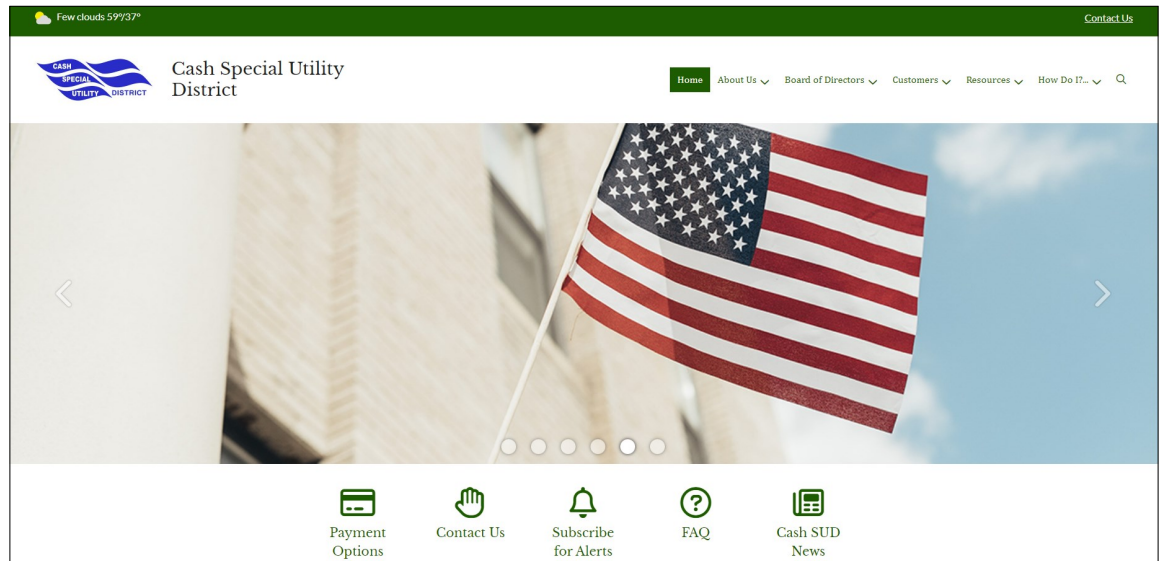 Few clouds 59°/37°
Contact Us
CASH
SPECIAL
UTILITY DISTRICT
Cash Special Utility
District
Home About Us Board of Directors Customers Resources How Do I?...
Payment
Options
Contact Us
Subscribe
for Alerts
FAQ
Cash SUD
News